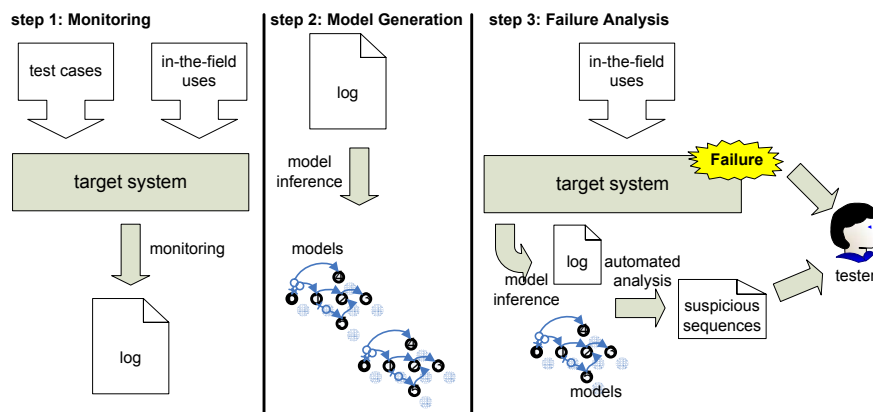 step 1: Monitoring
test cases
in-the-field
uses
target system
monitoring
log
step 2: Model Generation
log
model
inference
models
step 3: Failure Analysis
in-the-field
uses
Failure
target system
tester
model
inference
log
automated
analysis
suspicious
sequences
models